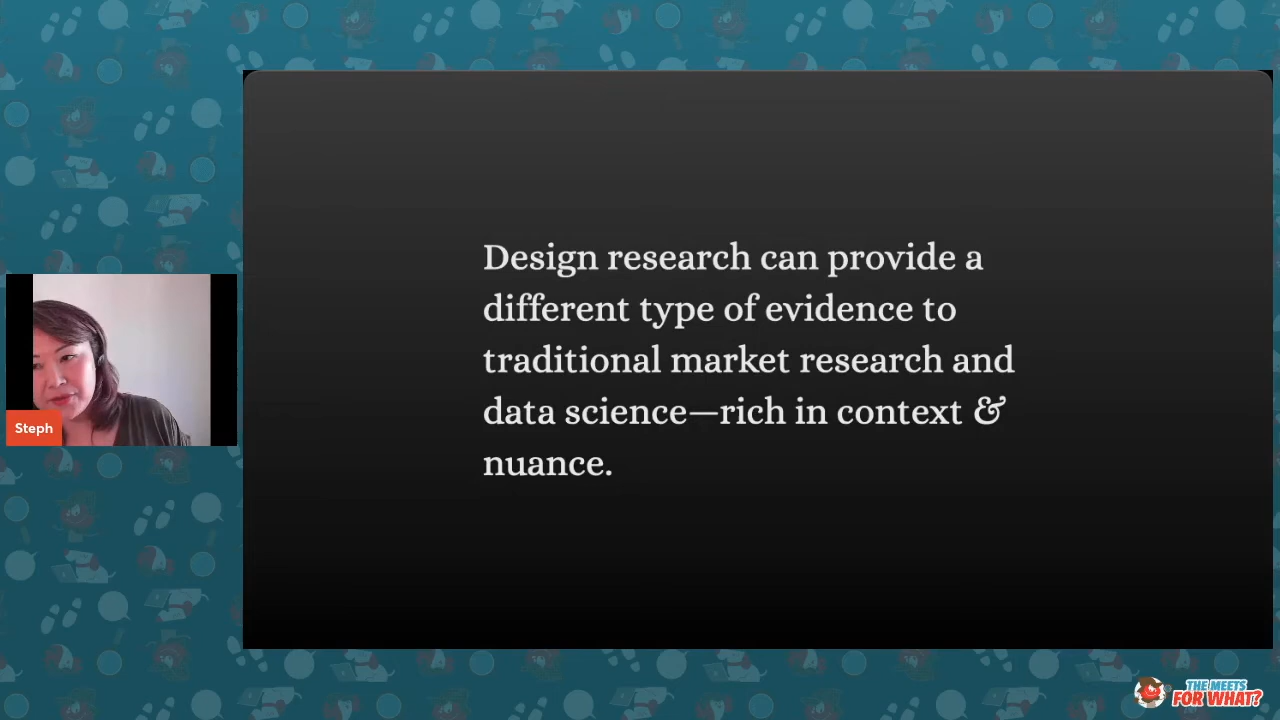 Design research can provide a
different type of evidence to
traditional market research and
data science—rich in context &
nuance.
Steph
THE MEETS
FOR WHAT?